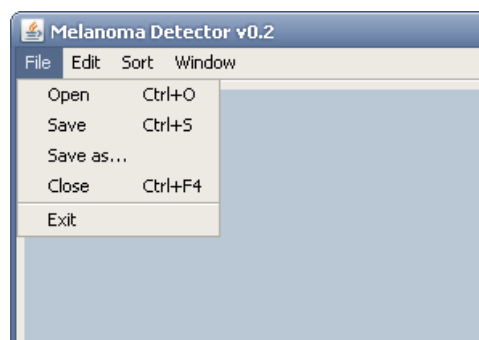 Melanoma Detector v0.2
File Edit Sort Window
Open Ctrl+O
Save Ctrl+S
Save as...
Close Ctrl+F4
Exit